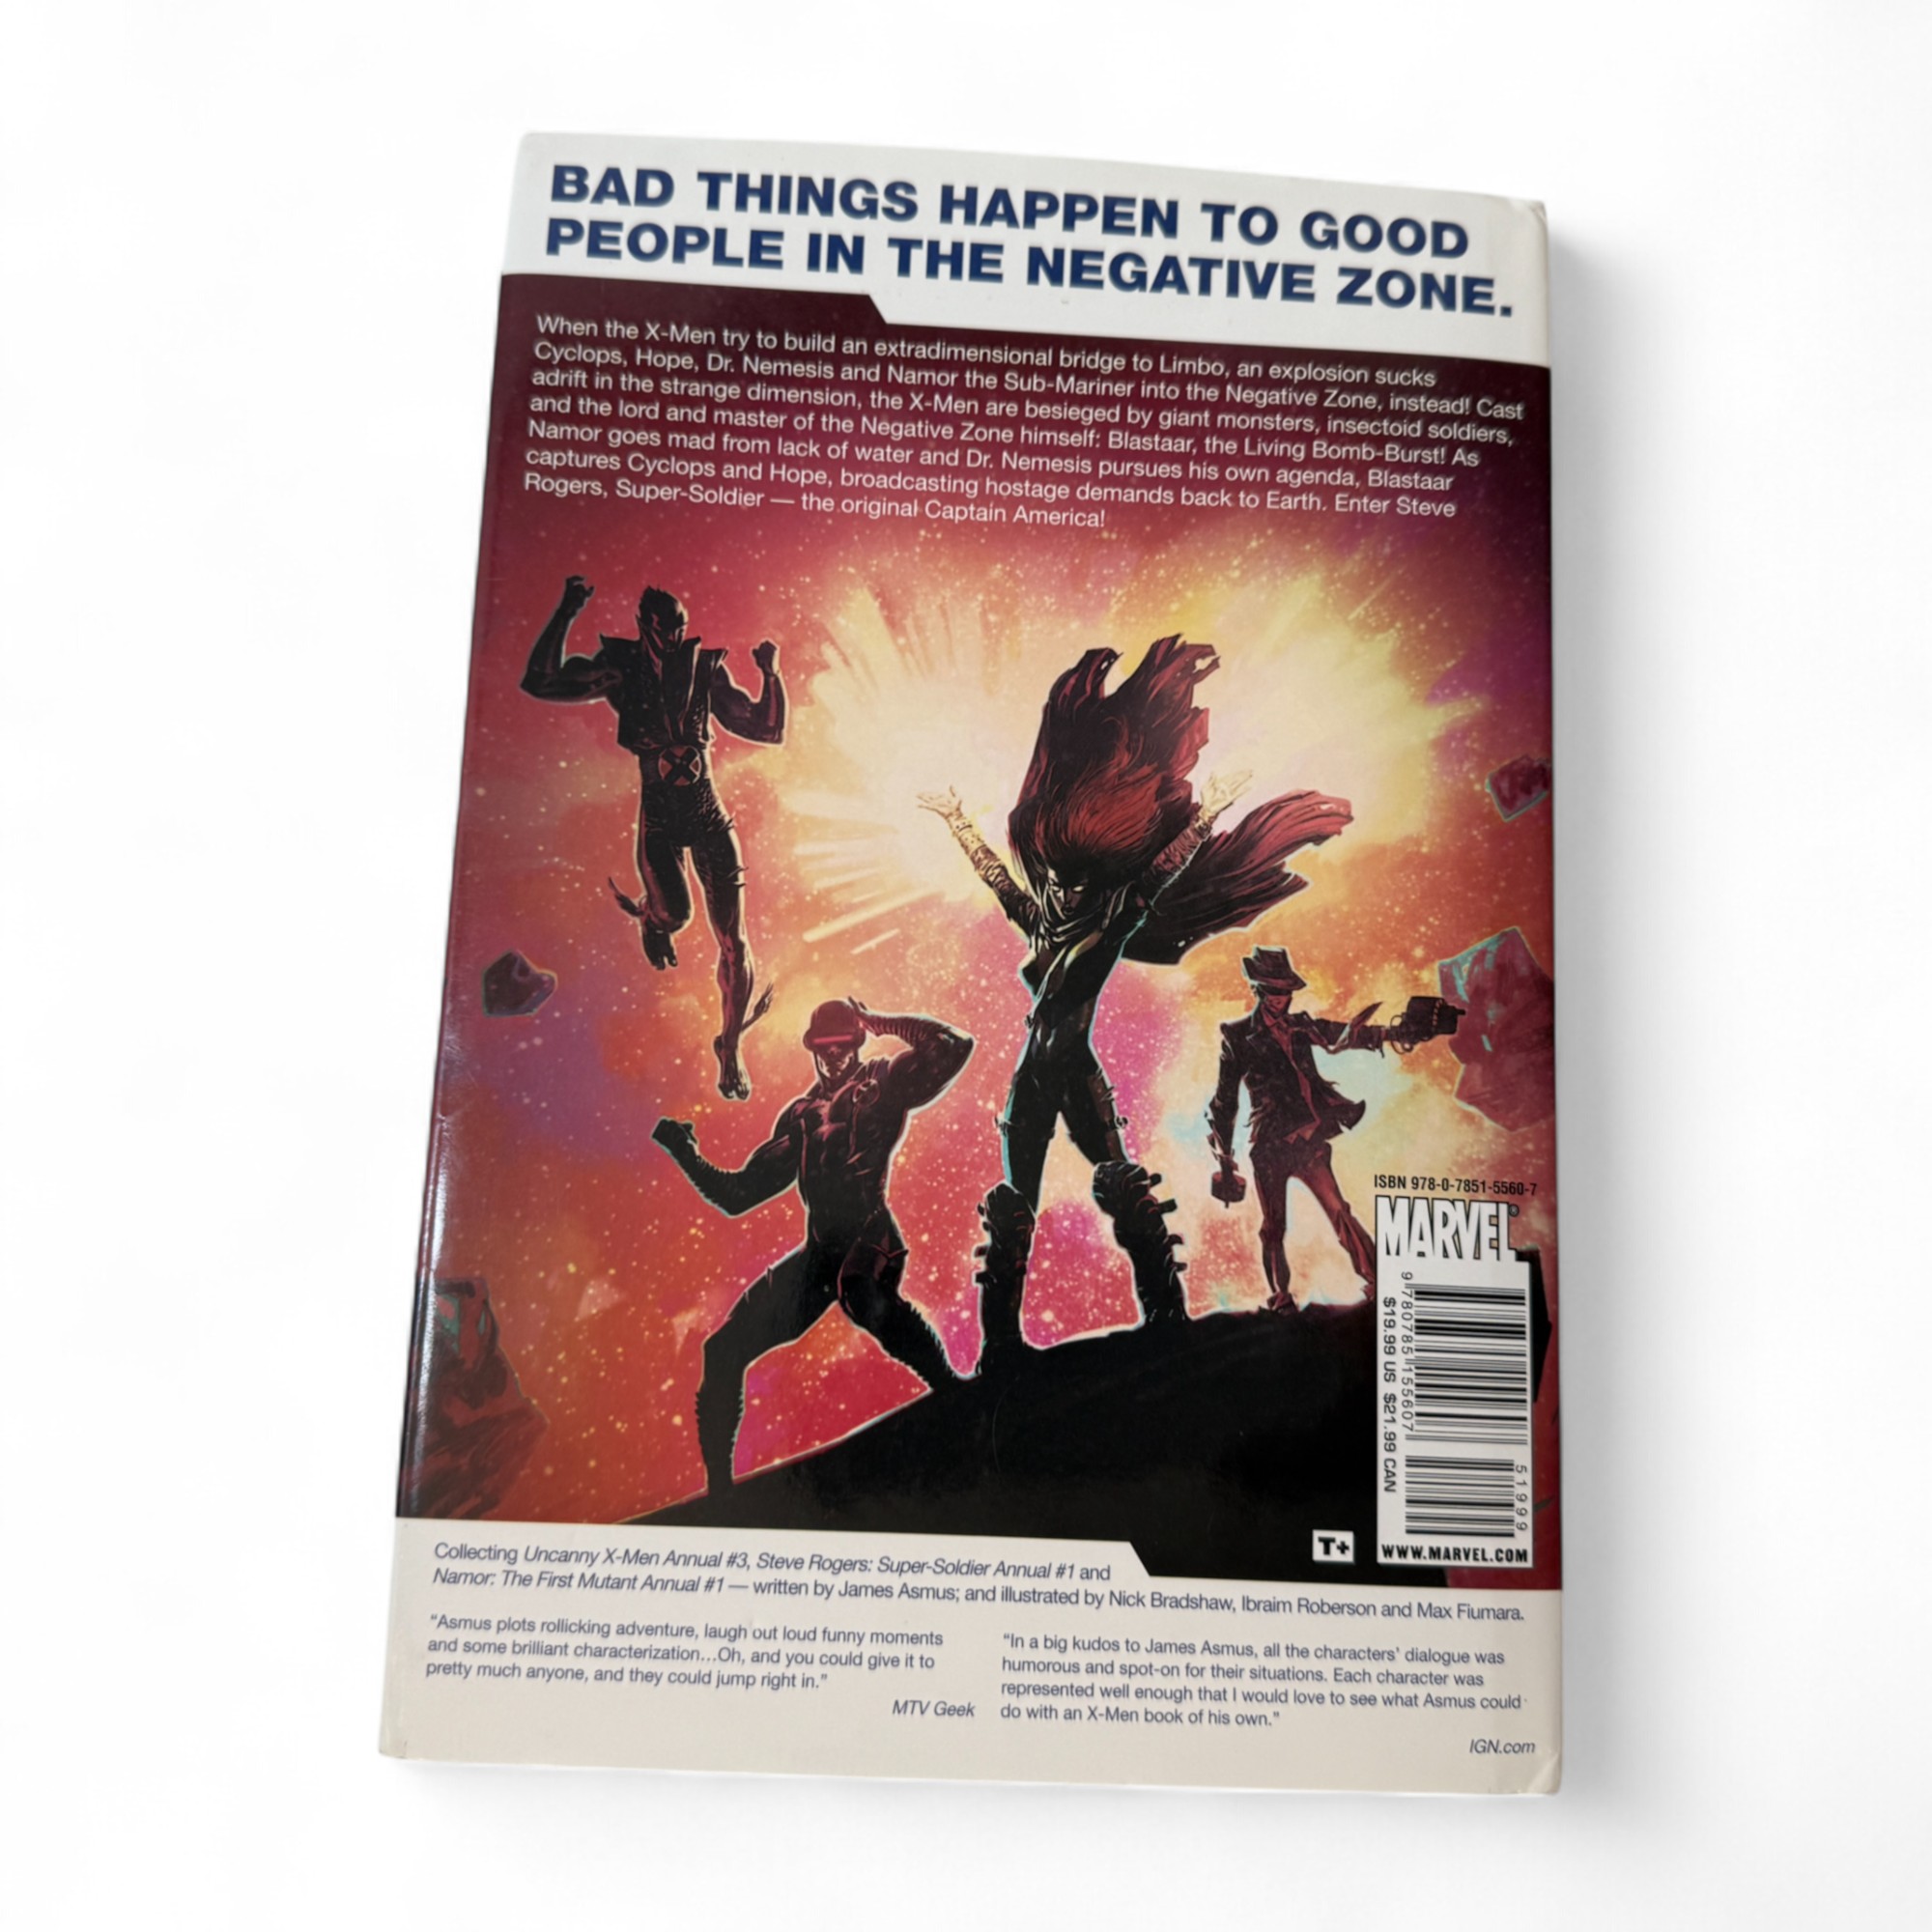 BAD THINGS HAPPEN TO GOOD
PEOPLE IN THE NEGATIVE ZONE.
When the X-Men try to build an extradimensional bridge to Limbo, an explosion sucks
Cyclops, Hope, Dr. Nemesis and Namor the Sub-Mariner into the Negative Zone, instead! Cast
adrift in the strange dimension, the X-Men are besieged by giant monsters, insectoid soldiers,
and the lord and master of the Negative Zone himself: Blastaar, the Living Bomb-Burst! As
Namor goes mad from lack of water and Dr. Nemesis pursues his own agenda, Blastaar
captures Cyclops and Hope, broadcasting hostage demands back to Earth. Enter Steve
Rogers, Super-Soldier — the original Captain America!
ISBN 978-0-7851-5560-7
MARVEL®
9 780785 155607
$19.99 US $21.99 CAN
51999
T+
WWW.MARVEL.COM
Collecting Uncanny X-Men Annual #3, Steve Rogers: Super-Soldier Annual #1 and
Namor: The First Mutant Annual #1 — written by James Asmus; and illustrated by Nick Bradshaw, Ibraim Roberson and Max Fiumara.
“Asmus plots rollicking adventure, laugh out loud funny moments
and some brilliant characterization...Oh, and you could give it to
pretty much anyone, and they could jump right in.”
MTV Geek
“In a big kudos to James Asmus, all the characters’ dialogue was
humorous and spot-on for their situations. Each character was
represented well enough that I would love to see what Asmus could
do with an X-Men book of his own.”
IGN.com